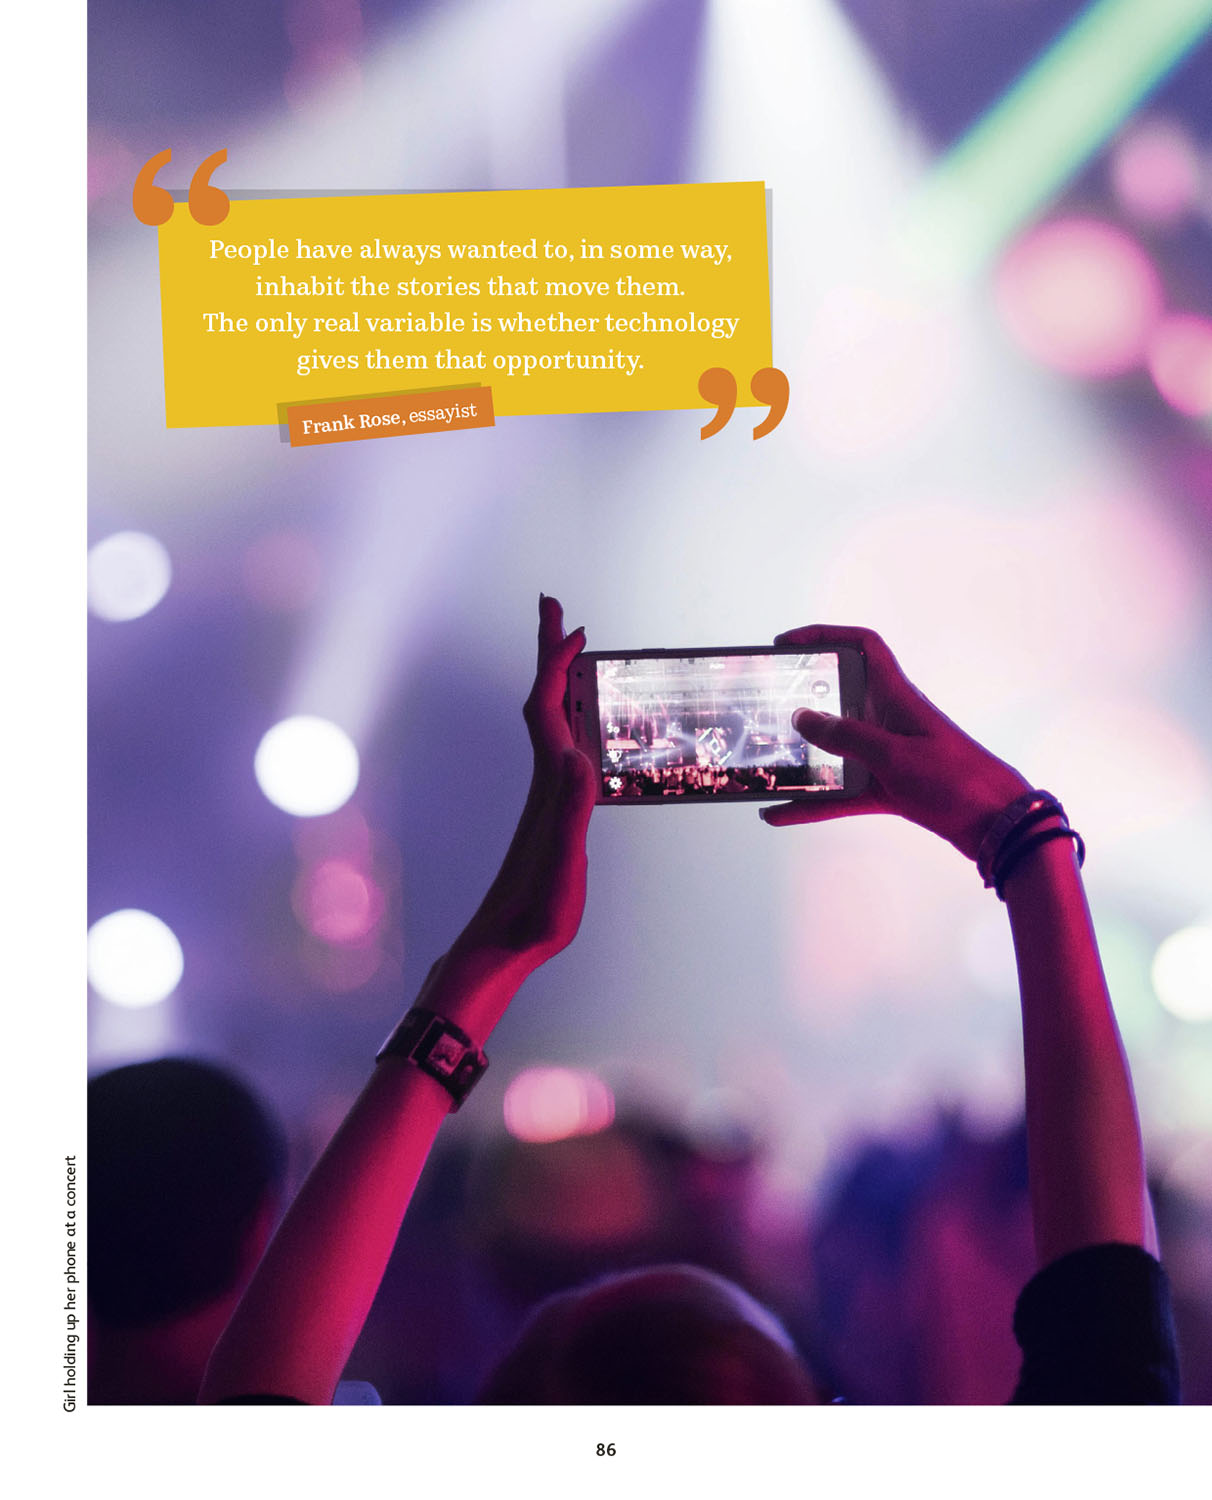 “
People have always wanted to, in some way,
inhabit the stories that move them.
The only real variable is whether technology
gives them that opportunity.
”
Frank Rose, essayist
Girl holding up her phone at a concert
86